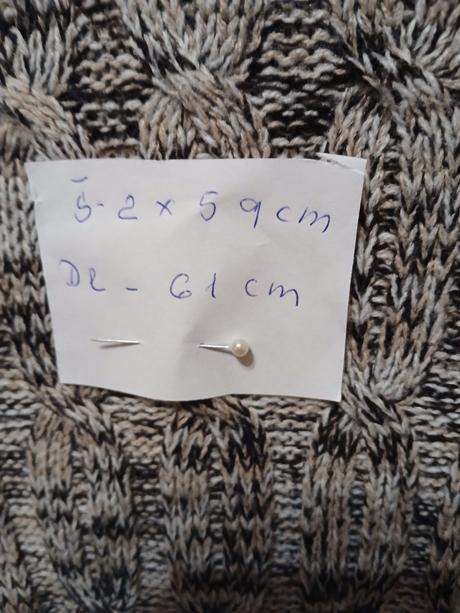 Š- 2 x 59 cm
Dl - 61 cm